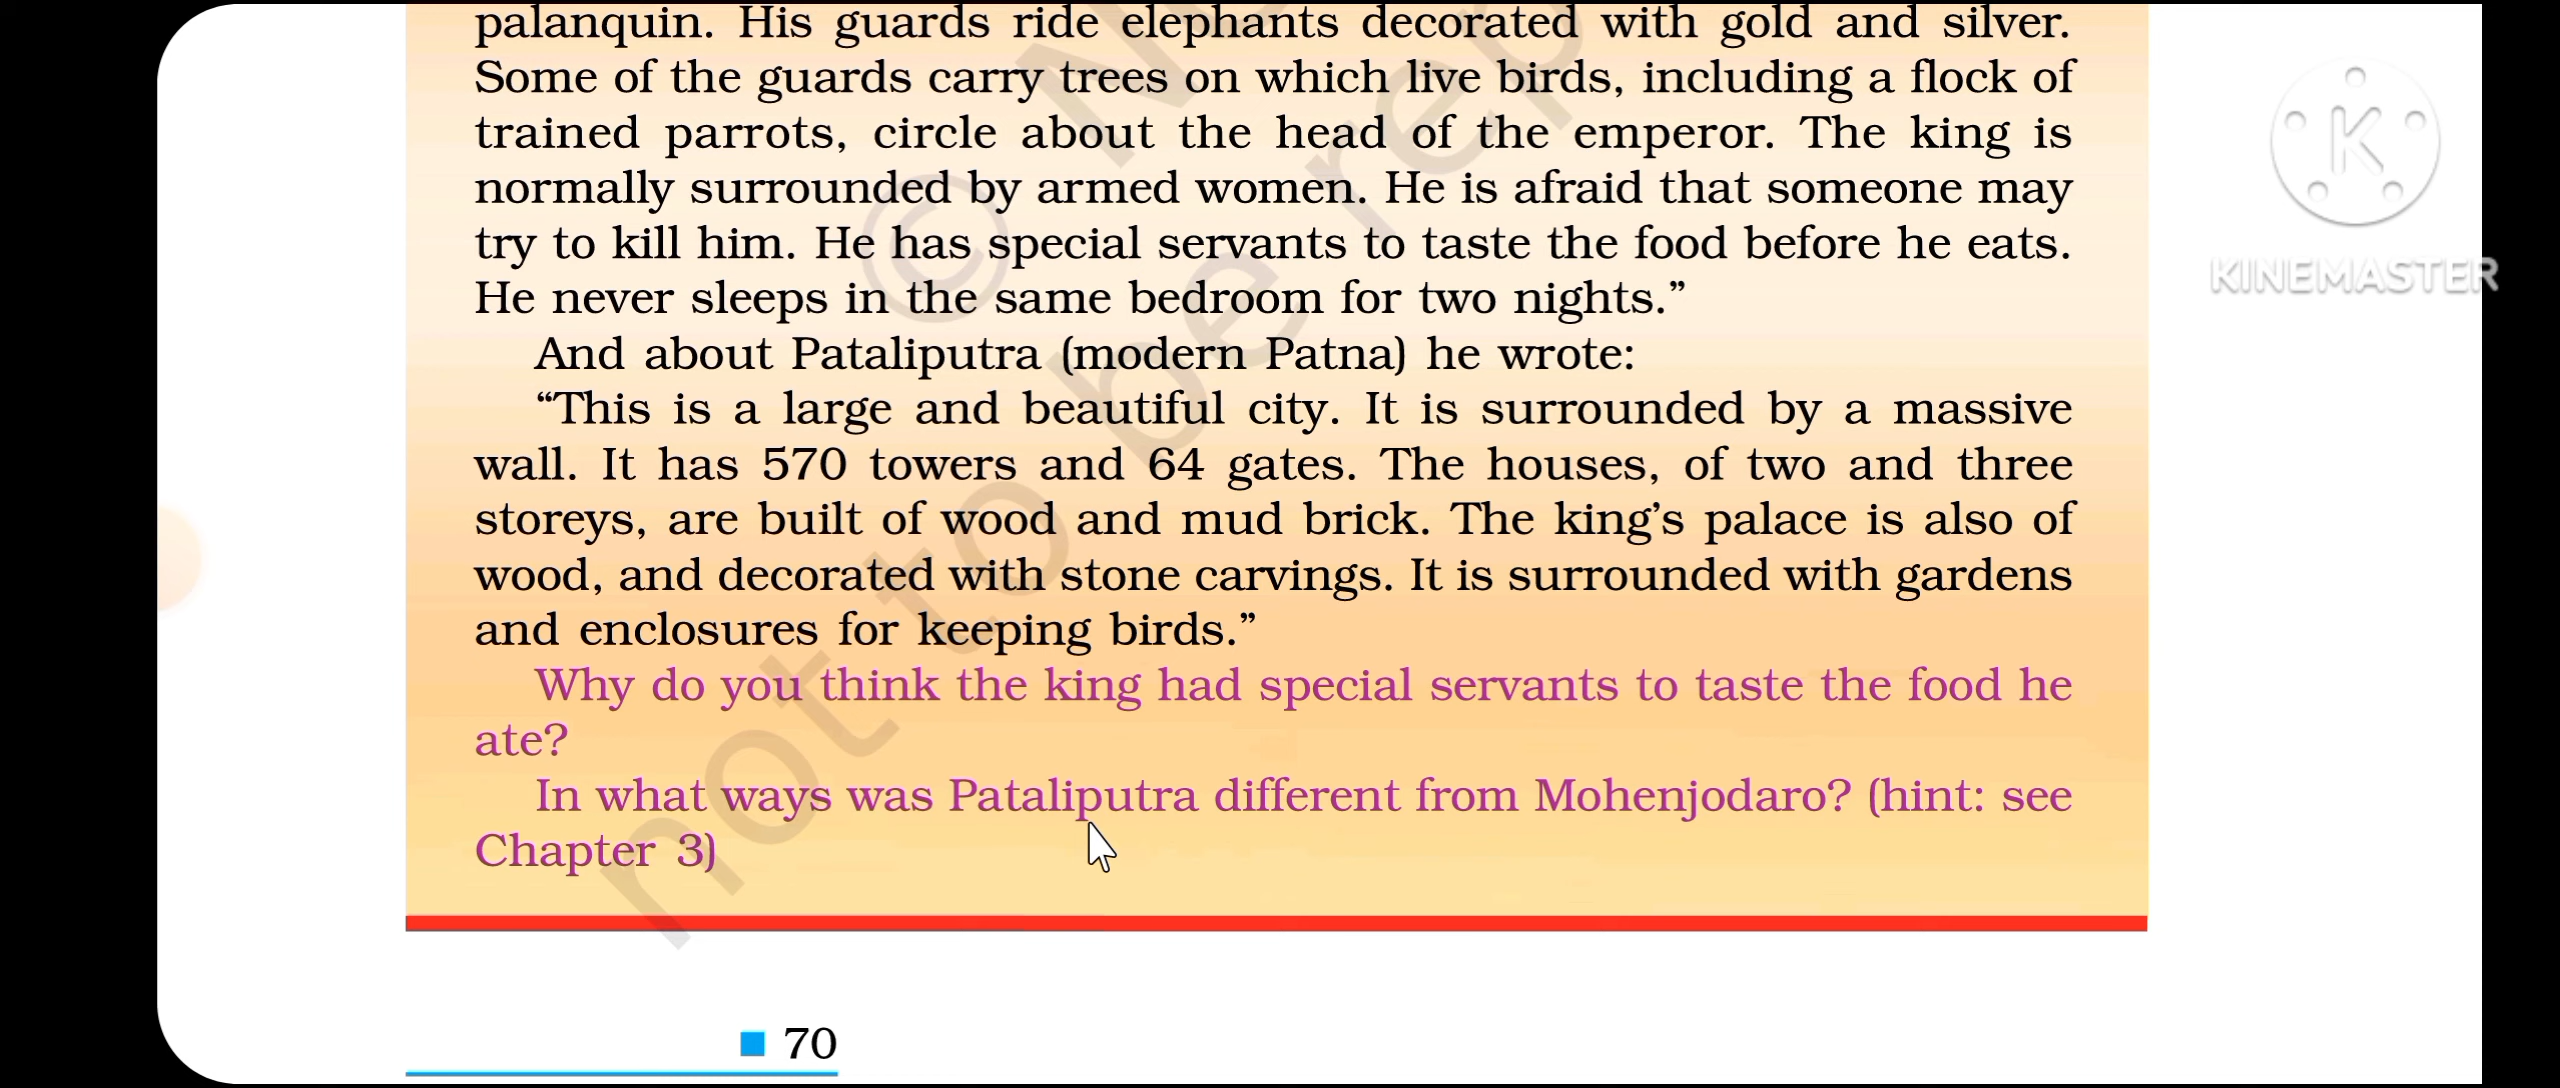 palanquin. His guards ride elephants decorated with gold and silver.
Some of the guards carry trees on which live birds, including a flock of
trained parrots, circle about the head of the emperor. The king is
normally surrounded by armed women. He is afraid that someone may
try to kill him. He has special servants to taste the food before he eats.
He never sleeps in the same bedroom for two nights.”
And about Pataliputra (modern Patna) he wrote:
“This is a large and beautiful city. It is surrounded by a massive
wall. It has 570 towers and 64 gates. The houses, of two and three
storeys, are built of wood and mud brick. The king’s palace is also of
wood, and decorated with stone carvings. It is surrounded with gardens
and enclosures for keeping birds.”
Why do you think the king had special servants to taste the food he
ate?
In what ways was Pataliputra different from Mohenjodaro? (hint: see
Chapter 3)
70
© N
not to be rep
K
KINEMASTER